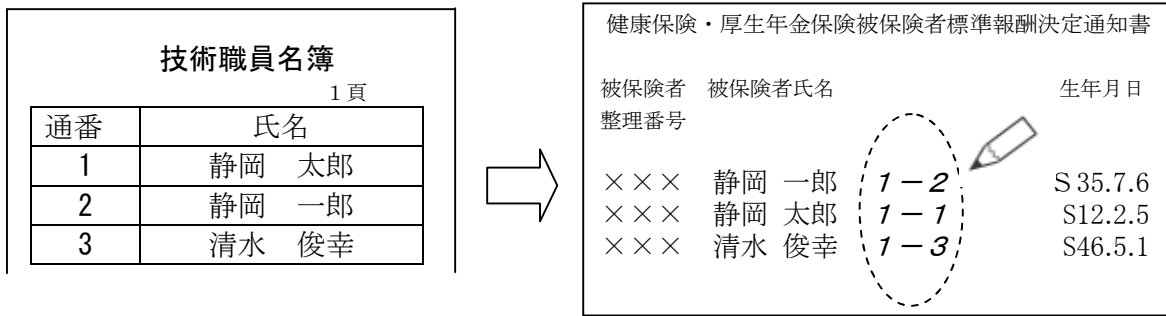 技術職員名簿
1頁
通番 氏名
1 静岡 太郎
2 静岡 一郎
3 清水 俊幸
健康保険・厚生年金保険被保険者標準報酬決定通知書
被保険者 被保険者氏名 生年月日
整理番号
××× 静岡 一郎 1-2 S35.7.6
××× 静岡 太郎 1-1 S12.2.5
××× 清水 俊幸 1-3 S46.5.1